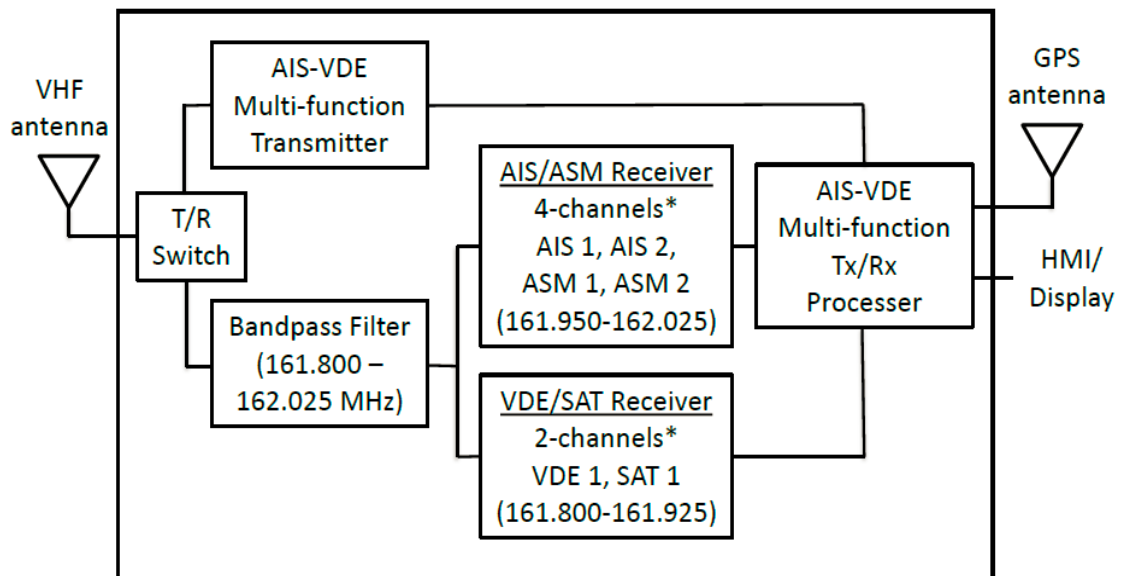 VHF
antenna
AIS-VDE
Multi-function
Transmitter
T/R
Switch
Bandpass Filter
(161.800 –
162.025 MHz)
AIS/ASM Receiver
4-channels*
AIS 1, AIS 2,
ASM 1, ASM 2
(161.950-162.025)
VDE/SAT Receiver
2-channels*
VDE 1, SAT 1
(161.800-161.925)
AIS-VDE
Multi-function
Tx/Rx
Processer
GPS
antenna
HMI/
Display